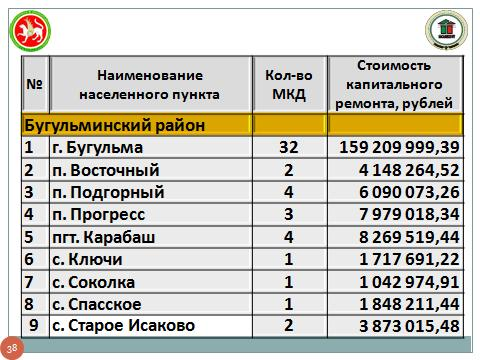 № Наименование населенного пункта Кол-во МКД Стоимость капитального ремонта, рублей
Бугульминский район
1 г. Бугульма 32 159 209 999,39
2 п. Восточный 2 4 148 264,52
3 п. Подгорный 4 6 090 073,26
4 п. Прогресс 3 7 979 018,34
5 пгт. Карабаш 4 8 269 519,44
6 с. Ключи 1 1 717 691,22
7 с. Соколка 1 1 042 974,91
8 с. Спасское 1 1 848 211,44
9 с. Старое Исаково 2 3 873 015,48
38